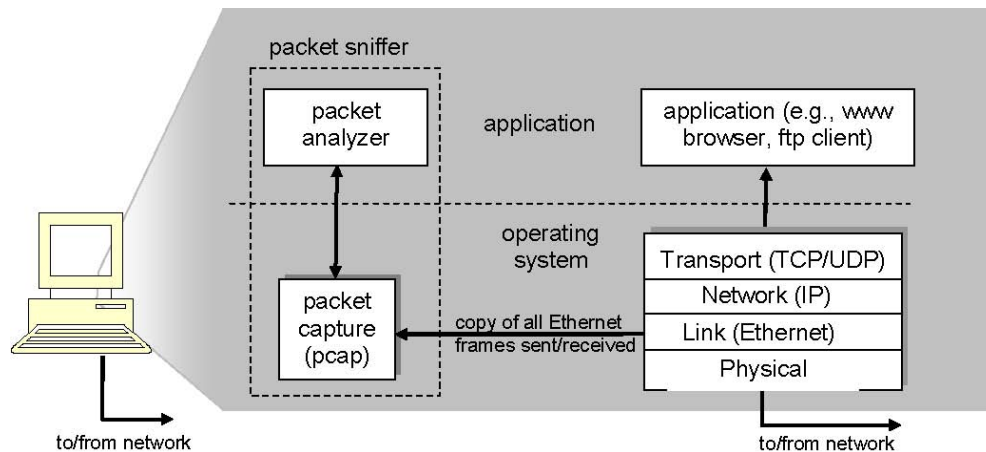 packet sniffer
packet
analyzer
application
application (e.g., www
browser, ftp client)
operating
system
packet
capture
(pcap)
copy of all Ethernet
frames sent/received
Transport (TCP/UDP)
Network (IP)
Link (Ethernet)
Physical
to/from network
to/from network